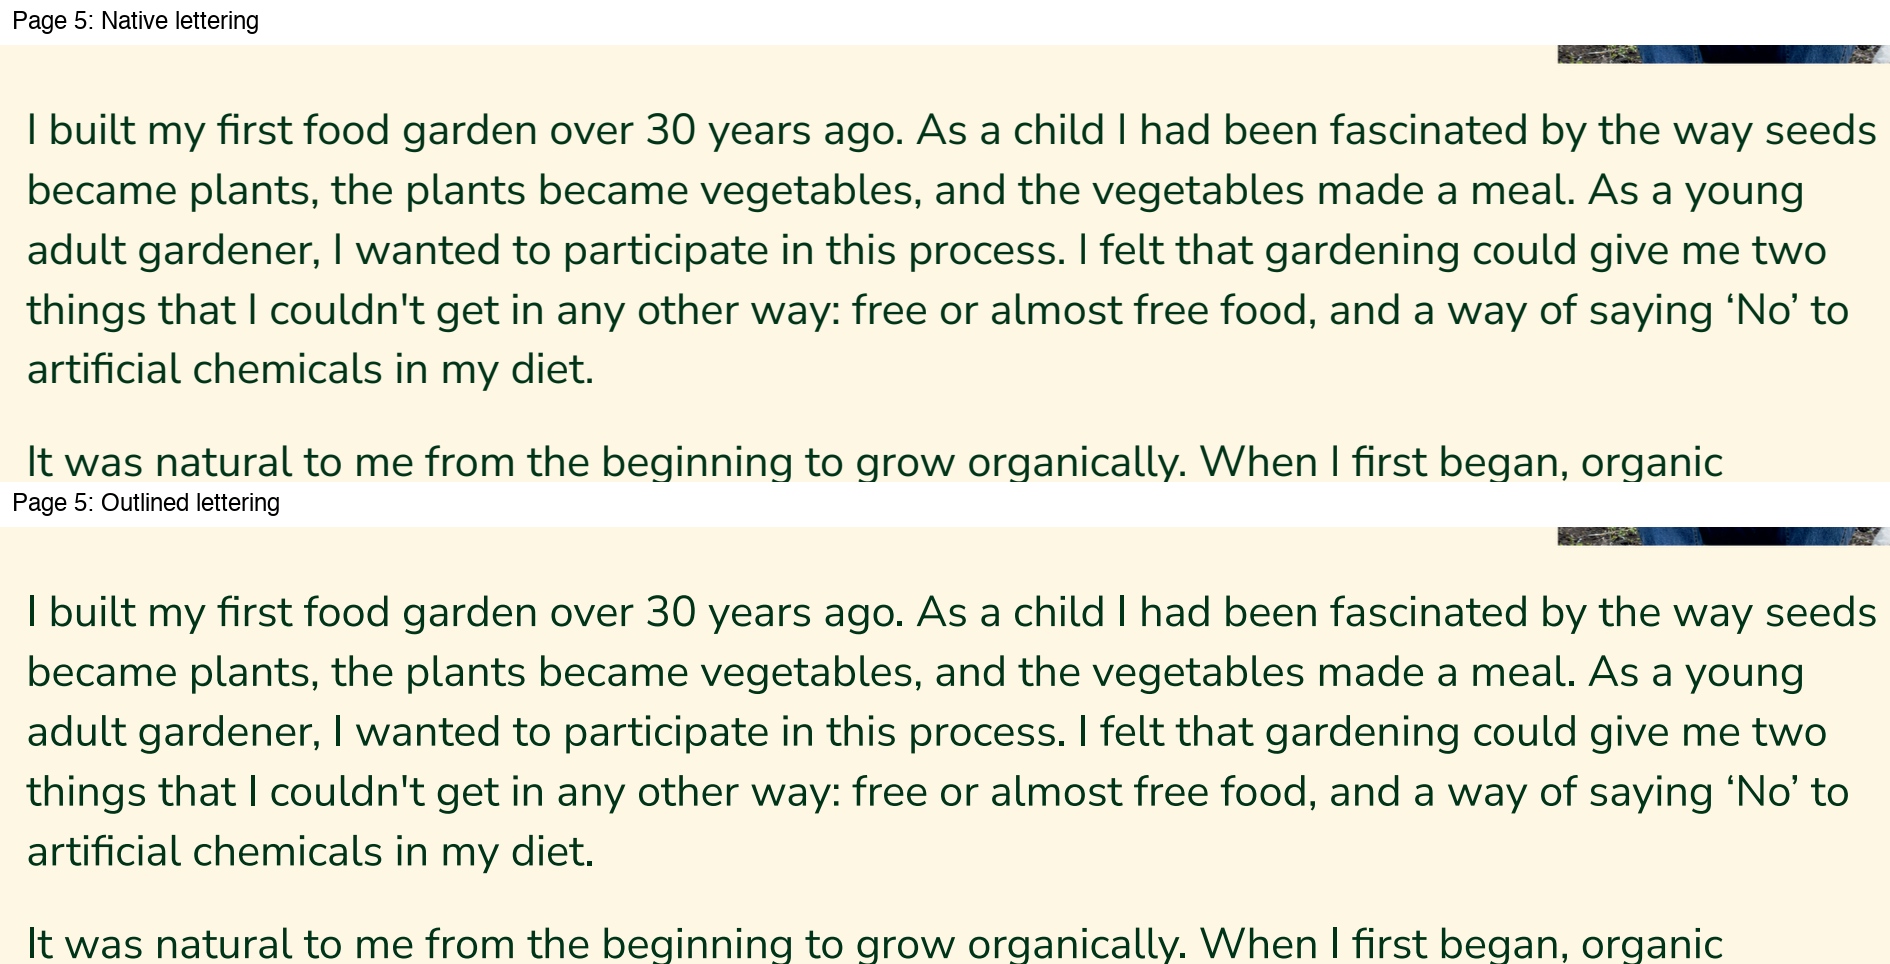 Page 5: Native lettering
I built my first food garden over 30 years ago. As a child I had been fascinated by the way seeds
became plants, the plants became vegetables, and the vegetables made a meal. As a young
adult gardener, I wanted to participate in this process. I felt that gardening could give me two
things that I couldn't get in any other way: free or almost free food, and a way of saying ‘No’ to
artificial chemicals in my diet.
It was natural to me from the beginning to grow organically. When I first began, organic
Page 5: Outlined lettering
I built my first food garden over 30 years ago. As a child I had been fascinated by the way seeds
became plants, the plants became vegetables, and the vegetables made a meal. As a young
adult gardener, I wanted to participate in this process. I felt that gardening could give me two
things that I couldn't get in any other way: free or almost free food, and a way of saying ‘No’ to
artificial chemicals in my diet.
It was natural to me from the beginning to grow organically. When I first began, organic